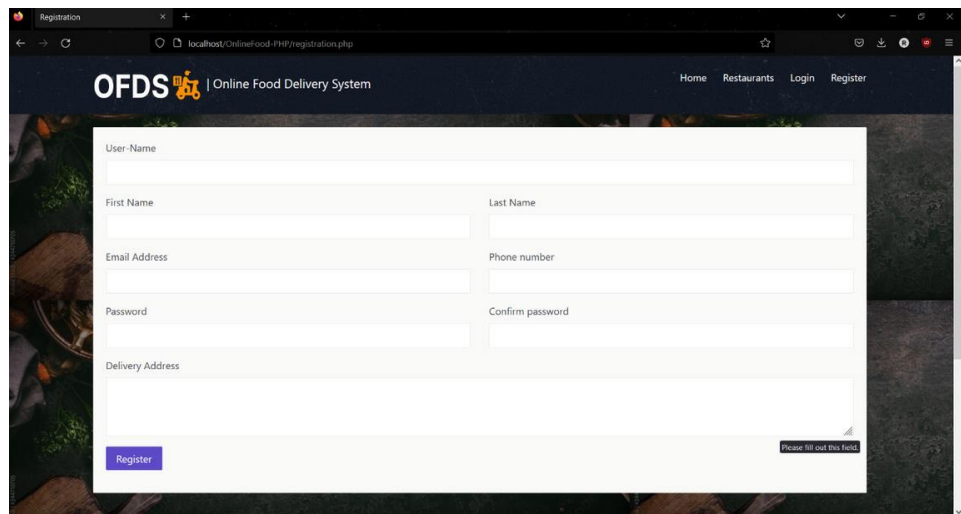 Registration
localhost/OnlineFood-PHP/registration.php
OFDS | Online Food Delivery System
Home Restaurants Login Register
User-Name
First Name Last Name
Email Address Phone number
Password Confirm password
Delivery Address
Please fill out this field.
Register